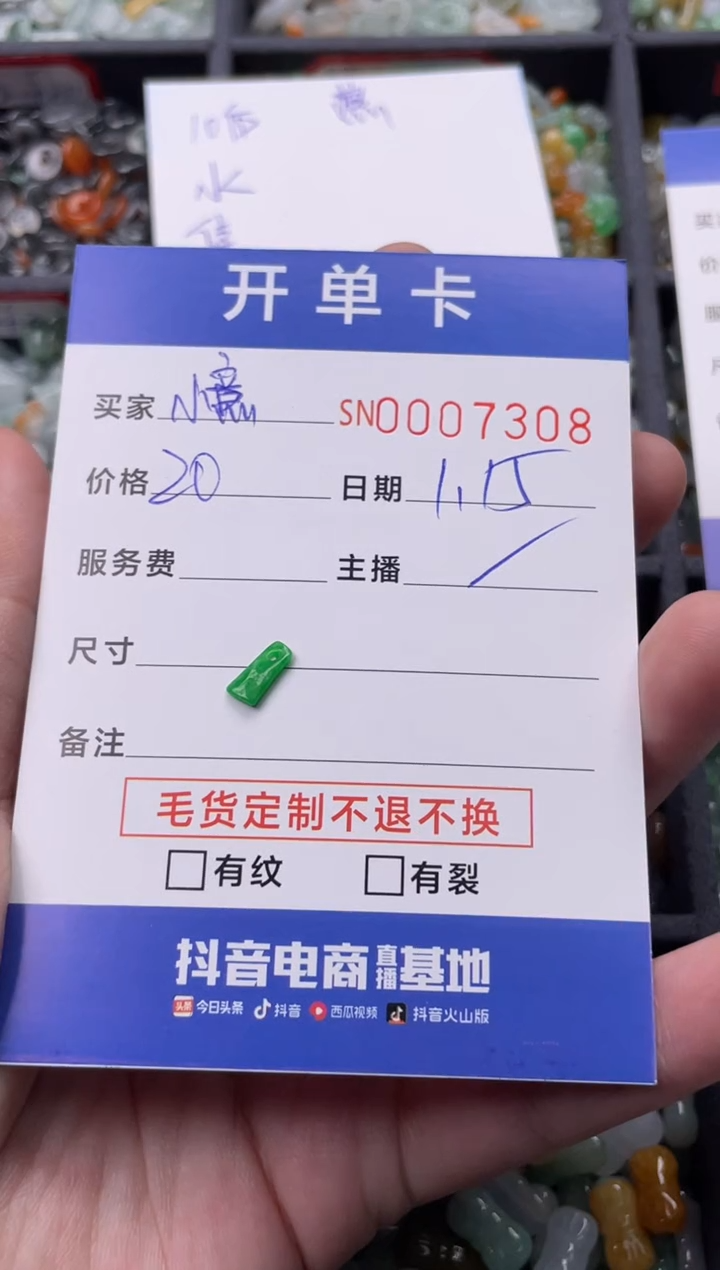 开单卡
买家 SN0007308
价格20 日期1.15
服务费 主播
尺寸
备注
毛货定制不退不换
□有纹 □有裂
抖音电商直播基地
头条 今日头条 抖音 西瓜视频 抖音火山版